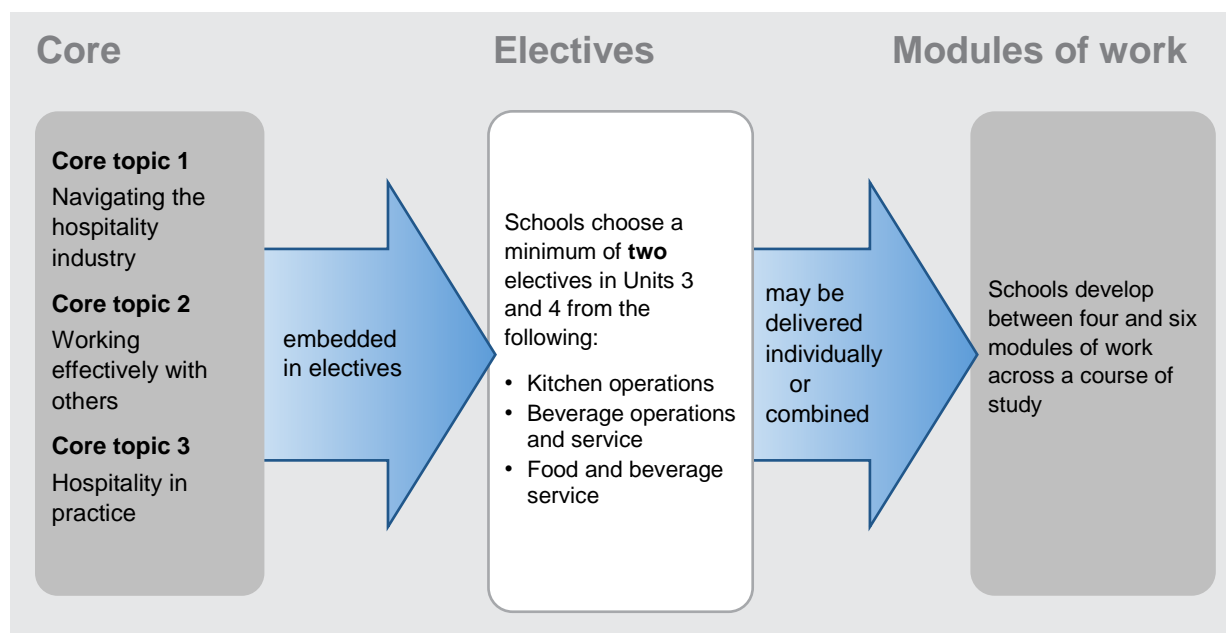 Core
Electives
Modules of work
Core topic 1
Navigating the
hospitality
industry
Core topic 2
Working
effectively with
others
Core topic 3
Hospitality in
practice
embedded
in electives
Schools choose a
minimum of two
electives in Units 3
and 4 from the
following:
• Kitchen operations
• Beverage operations
and service
• Food and beverage
service
may be
delivered
individually
or
combined
Schools develop
between four and six
modules of work
across a course of
study